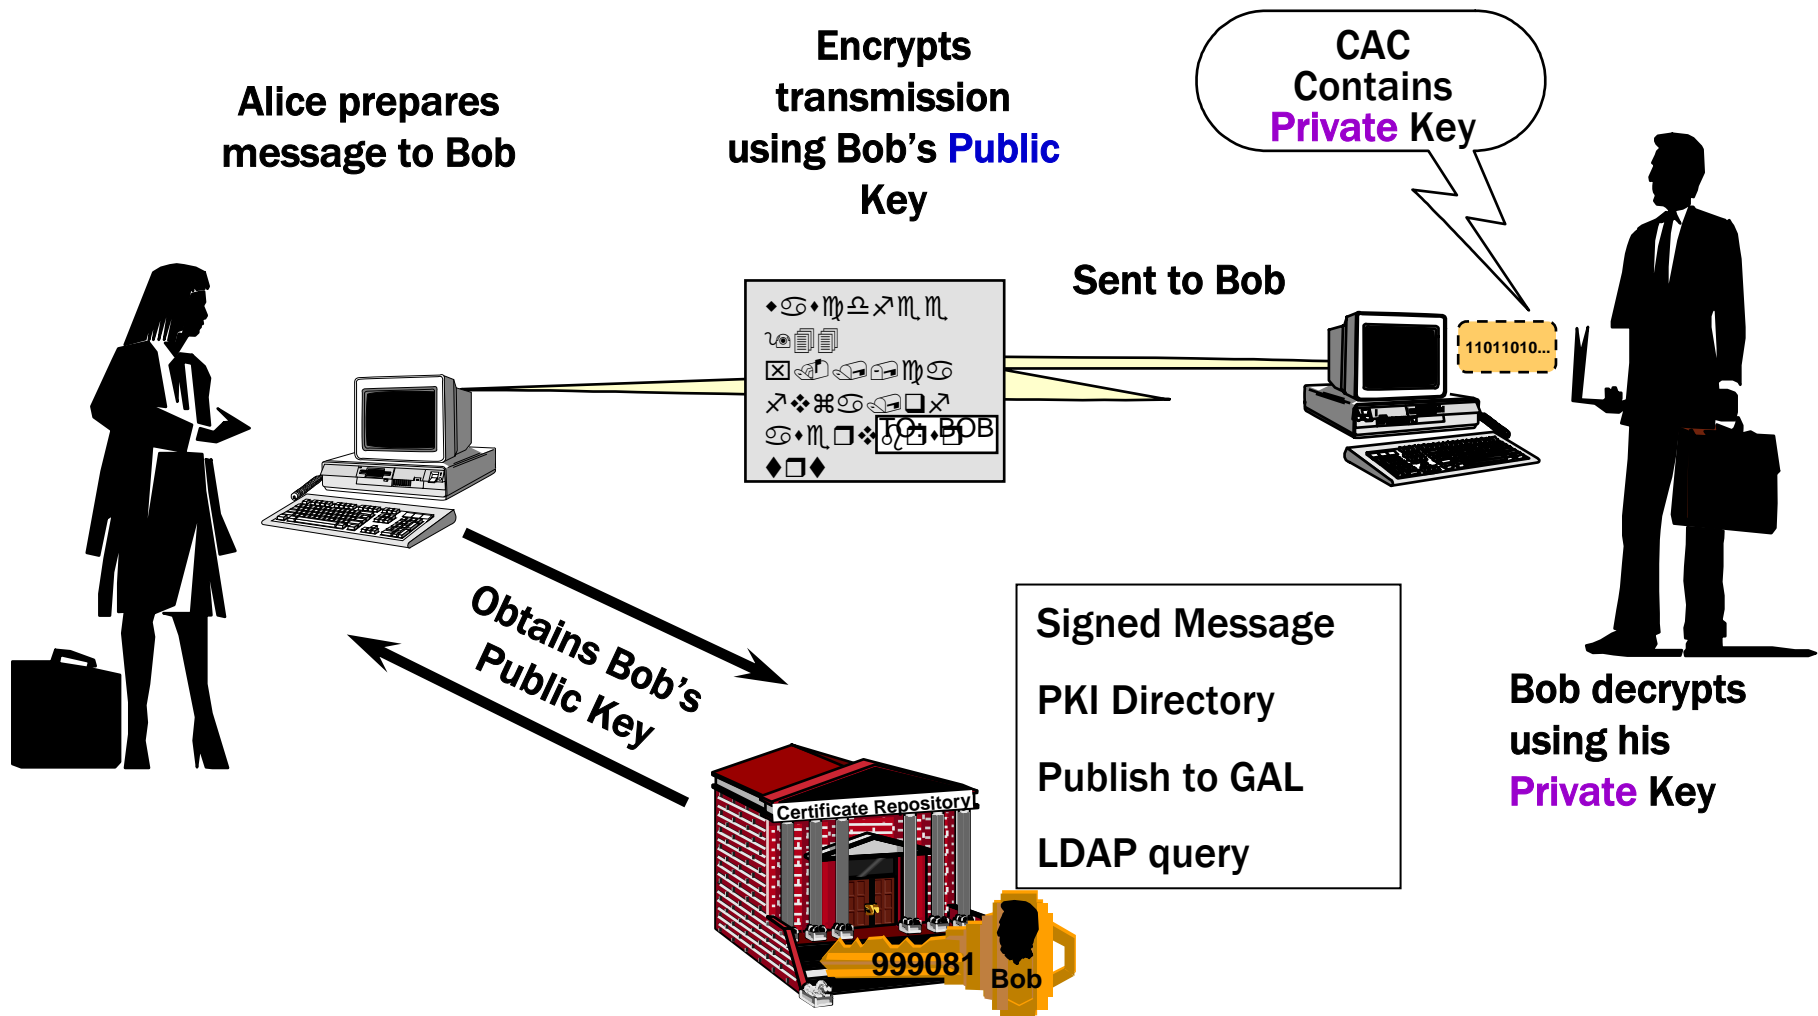 Alice prepares
message to Bob
Encrypts
transmission
using Bob's Public
Key
CAC
Contains
Private Key
Sent to Bob
11011010...
TO: BOB
Obtains Bob's
Public Key
Signed Message
PKI Directory
Publish to GAL
LDAP query
Bob decrypts
using his
Private Key
Certificate Repository
999081
Bob